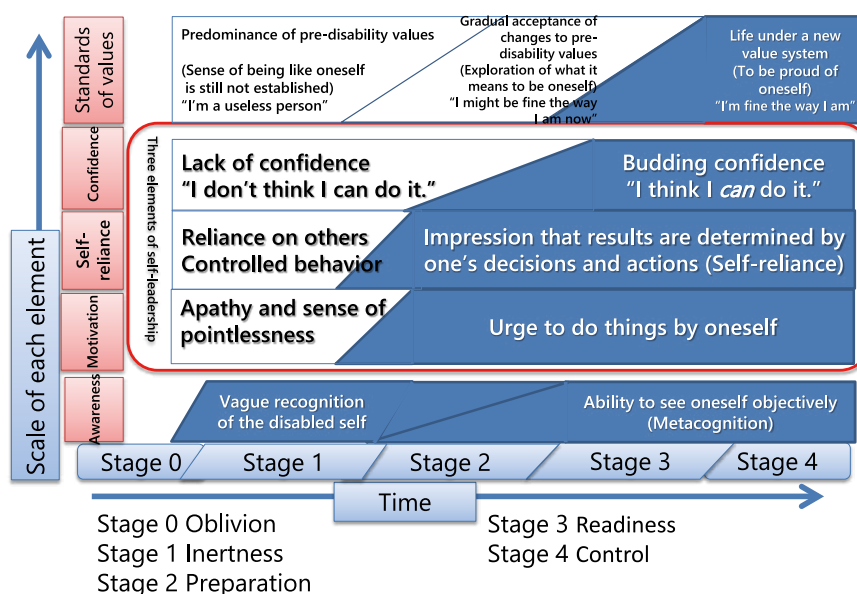 Scale of each element
Standards
of values
Predominance of pre-disability values
(Sense of being like oneself
is still not established)
"I'm a useless person"
Gradual acceptance of
changes to pre-
disability values
(Exploration of what it
means to be oneself)
"I might be fine the way
I am now"
Life under a new
value system
(To be proud of
oneself)
"I'm fine the way I am"
Three elements of self-leadership
Confidence
Lack of confidence
"I don't think I can do it."
Budding confidence
"I think I can do it."
Self-
reliance
Reliance on others
Controlled behavior
Impression that results are determined by
one's decisions and actions (Self-reliance)
Motivation
Apathy and sense of
pointlessness
Urge to do things by oneself
Awareness
Vague recognition
of the disabled self
Ability to see oneself objectively
(Metacognition)
Stage 0
Stage 1
Stage 2
Stage 3
Stage 4
Time
Stage 0 Oblivion
Stage 1 Inertness
Stage 2 Preparation
Stage 3 Readiness
Stage 4 Control